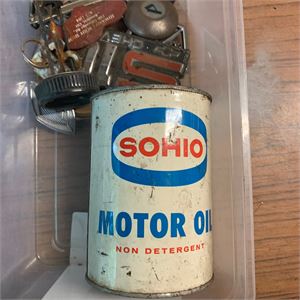 SOHIO
MOTOR OIL
NON DETERGENT